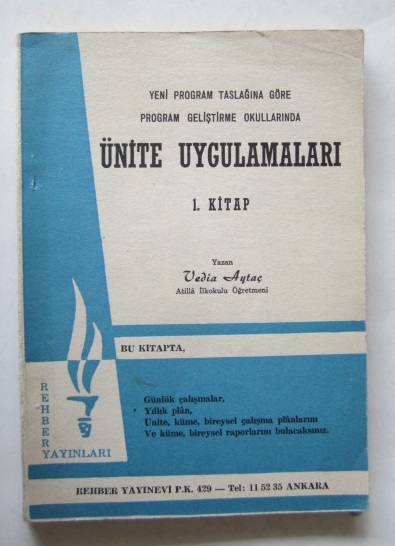 YENİ PROGRAM TASLAĞINA GÖRE
PROGRAM GELİŞTİRME OKULLARINDA
ÜNİTE UYGULAMALARI
1. KİTAP
Yazan
Vedia Aytaç
Atillâ İlkokulu Öğretmeni
BU KİTAPTA,
Günlük çalışmalar,
Yıllık plân,
Ünite, küme, bireysel çalışma plânlarını
Ve küme, bireysel raporlarını bulacaksınız.
REHBER
YAYINLARI
REHBER YAYINEVİ P.K. 429 — Tel: 11 52 35 ANKARA